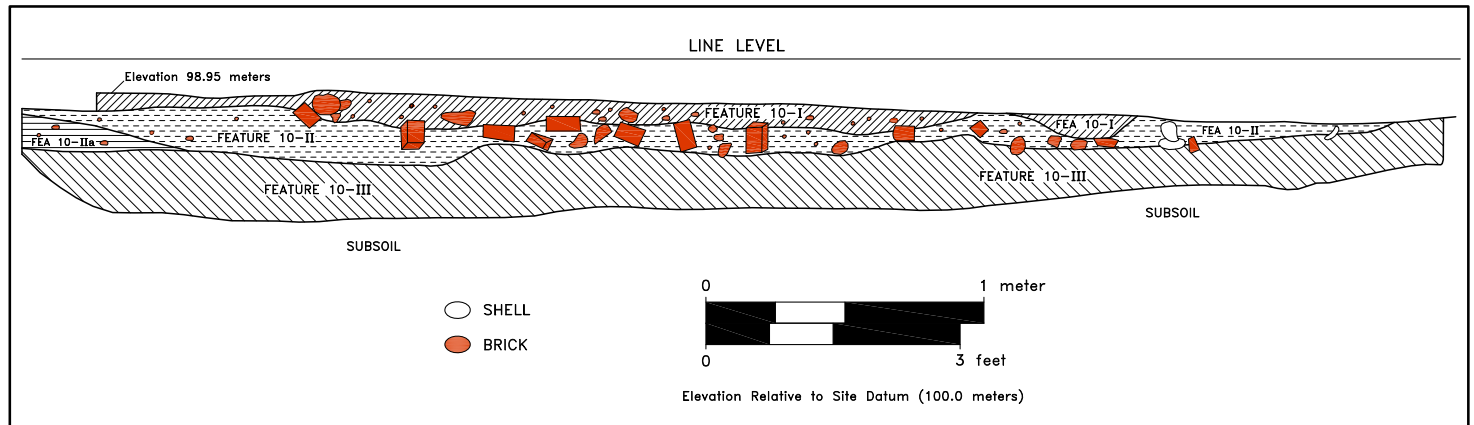 LINE LEVEL
Elevation 98.95 meters
FEATURE 10-I
FEA 10-I
FEA 10-II
FEATURE 10-II
FEA 10-IIa
FEATURE 10-III
FEATURE 10-III
SUBSOIL
SUBSOIL
SHELL
BRICK
0
1 meter
0
3 feet
Elevation Relative to Site Datum (100.0 meters)